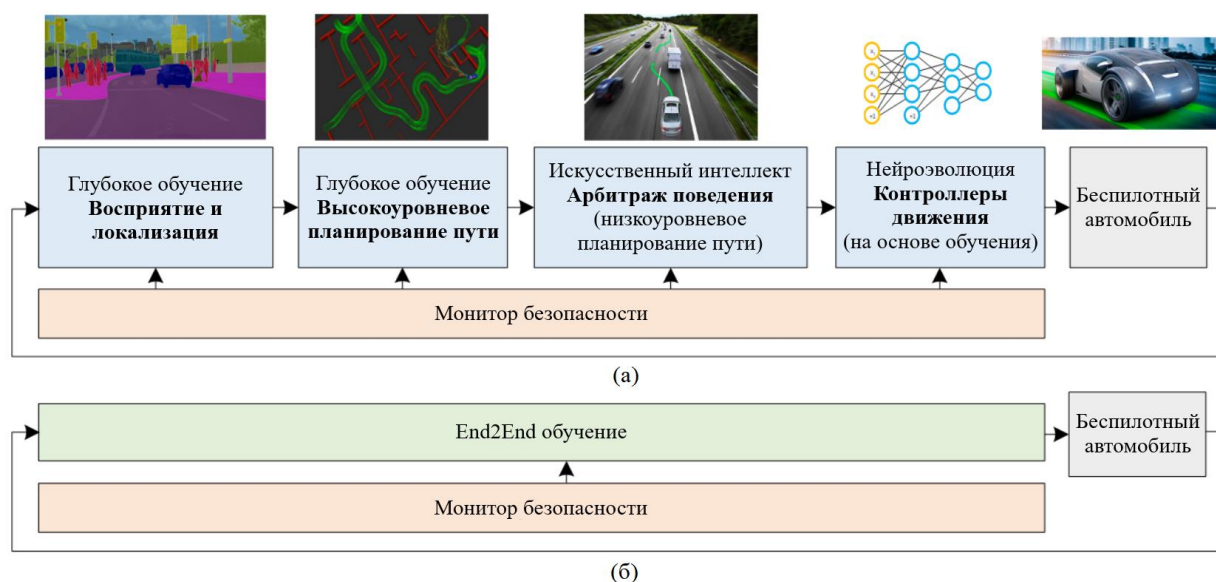 Глубокое обучение
Восприятие и
локализация
Глубокое обучение
Высокоуровневое
планирование пути
Искусственный интеллект
Арбитраж поведения
(низкоуровневое
планирование пути)
Нейроэволюция
Контроллеры
движения
(на основе обучения)
Беспилотный
автомобиль
Монитор безопасности
(а)
End2End обучение
Беспилотный
автомобиль
Монитор безопасности
(б)